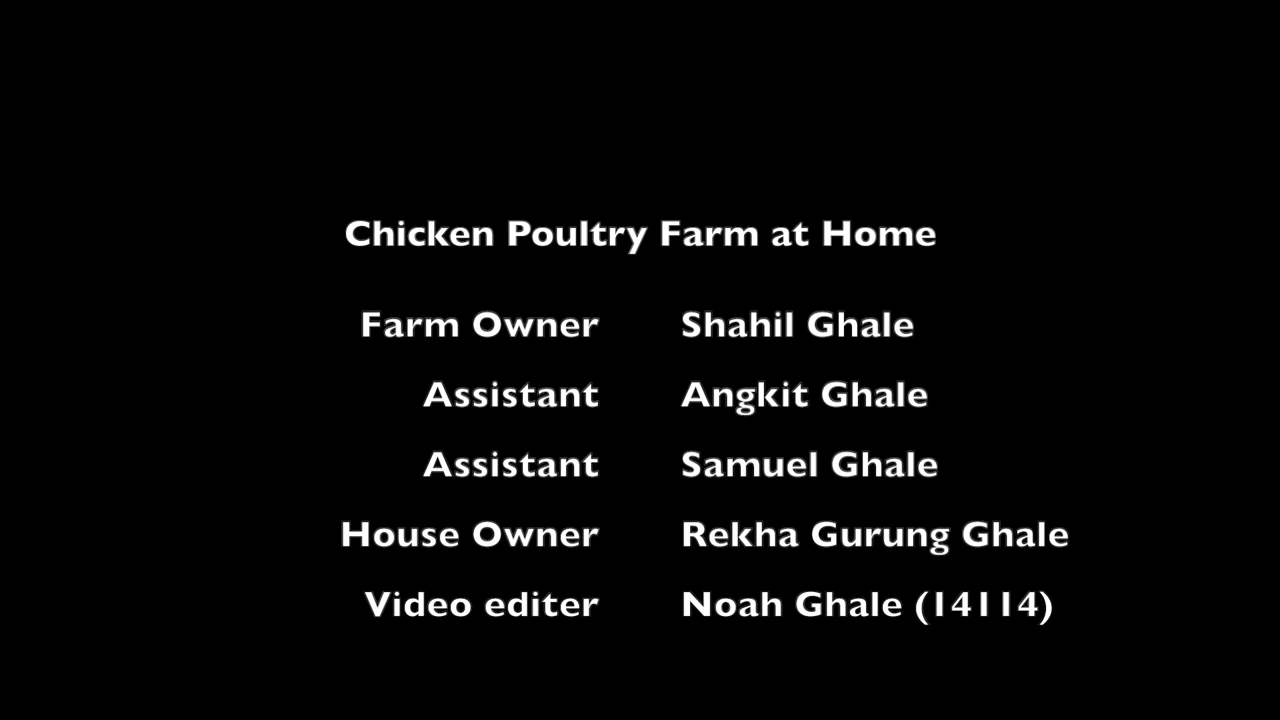 Chicken Poultry Farm at Home
Farm Owner Shahil Ghale
Assistant Angkit Ghale
Assistant Samuel Ghale
House Owner Rekha Gurung Ghale
Video editer Noah Ghale (14114)